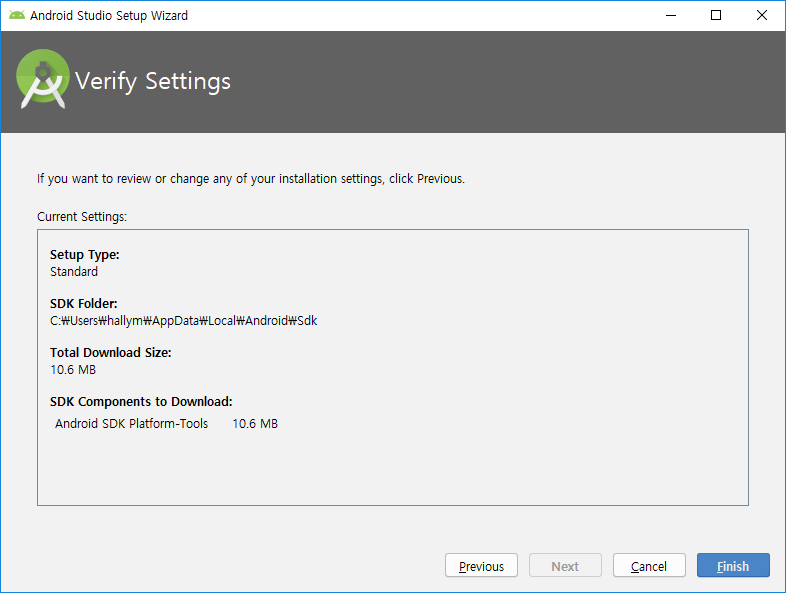 Android Studio Setup Wizard
Verify Settings
If you want to review or change any of your installation settings, click Previous.
Current Settings:
Setup Type:
Standard
SDK Folder:
C:₩Users₩hallym₩AppData₩Local₩Android₩Sdk
Total Download Size:
10.6 MB
SDK Components to Download:
Android SDK Platform-Tools 10.6 MB
Previous Next Cancel Finish